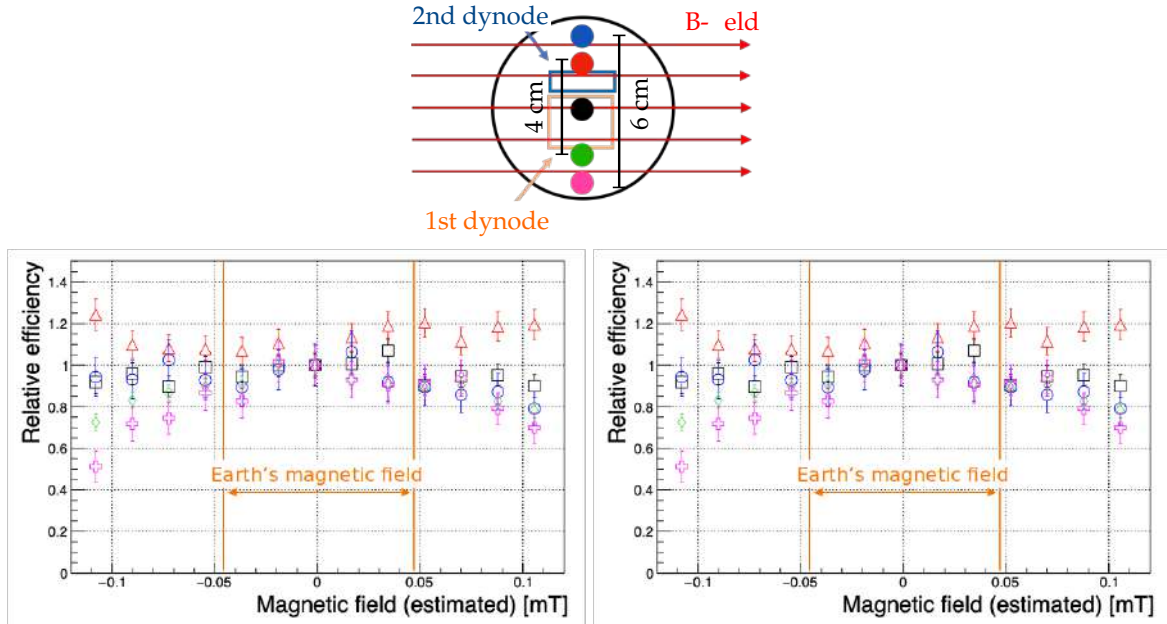 2nd dynode
B- eld
4 cm
6 cm
1st dynode
Relative efficiency
1.4
1.2
1
0.8
0.6
0.4
0.2
0
Earth's magnetic field
−0.1
−0.05
0
0.05
0.1
Magnetic field (estimated) [mT]
Relative efficiency
1.4
1.2
1
0.8
0.6
0.4
0.2
0
Earth's magnetic field
−0.1
−0.05
0
0.05
0.1
Magnetic field (estimated) [mT]